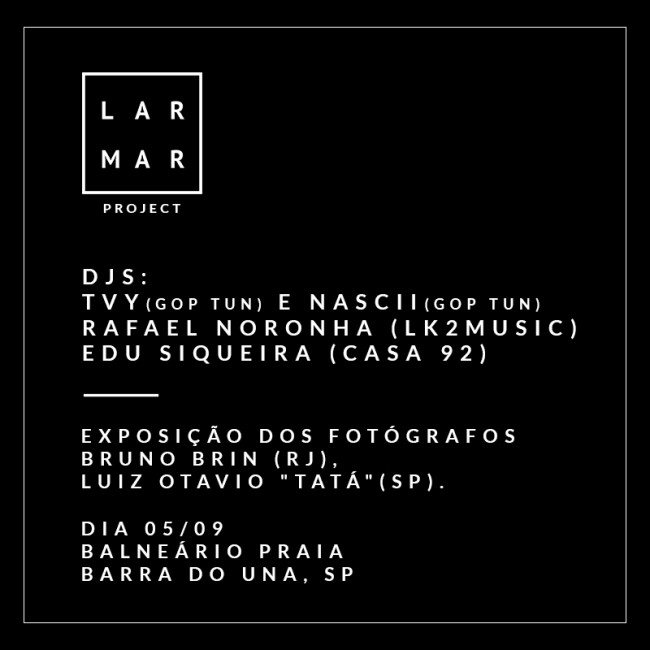 LAR
MAR
PROJECT
DJS:
TVY(GOP TUN) E NASCII(GOP TUN)
RAFAEL NORONHA (LK2MUSIC)
EDU SIQUEIRA (CASA 92)
EXPOSIÇÃO DOS FOTÓGRAFOS
BRUNO BRIN (RJ),
LUIZ OTAVIO "TATÁ"(SP).
DIA 05/09
BALNEÁRIO PRAIA
BARRA DO UNA, SP